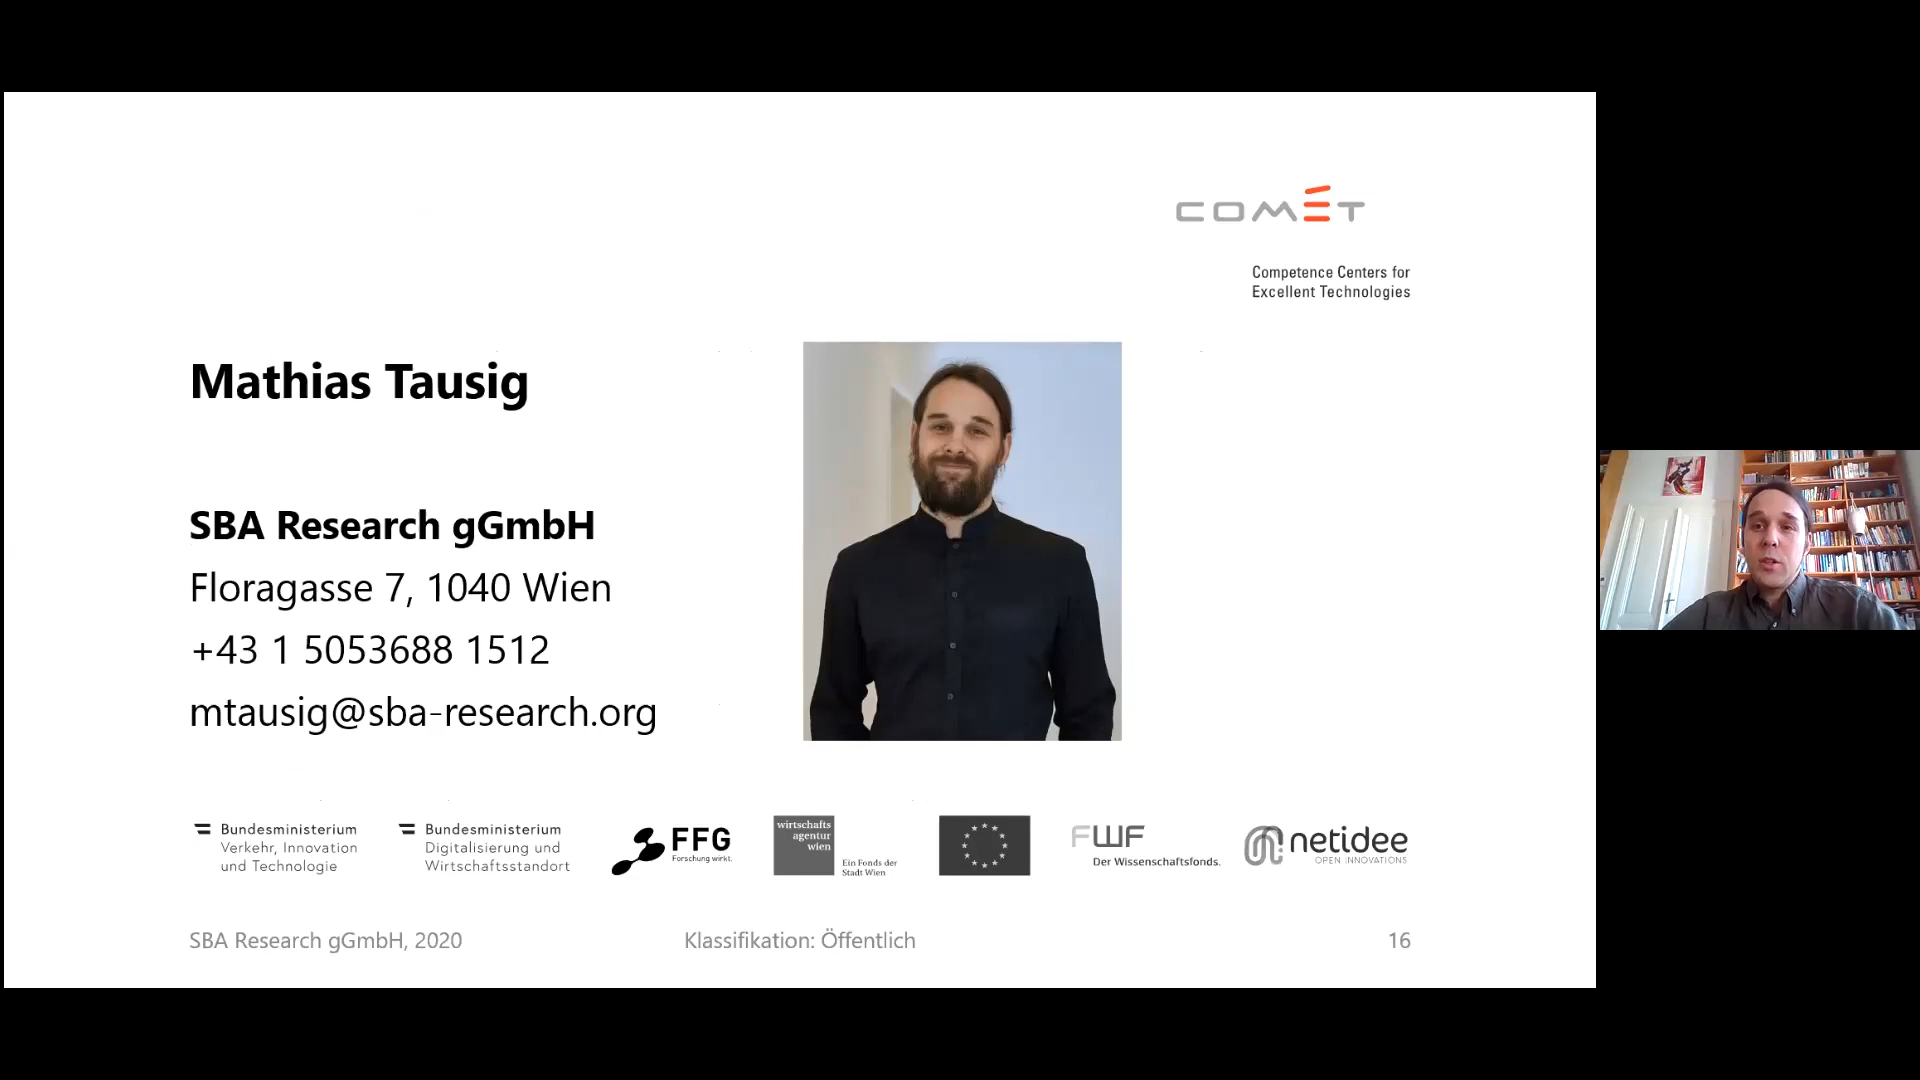 COMET
Competence Centers for
Excellent Technologies
Mathias Tausig
SBA Research gGmbH
Floragasse 7, 1040 Wien
+43 1 5053688 1512
mtausig@sba-research.org
Bundesministerium
Verkehr, Innovation
und Technologie
Bundesministerium
Digitalisierung und
Wirtschaftsstandort
FFG
Forschung wirkt.
wirtschafts
agentur
wien
Ein Fonds der
Stadt Wien
FWF
Der Wissenschaftsfonds.
netidee
OPEN INNOVATIONS
SBA Research gGmbH, 2020
Klassifikation: Öffentlich
16